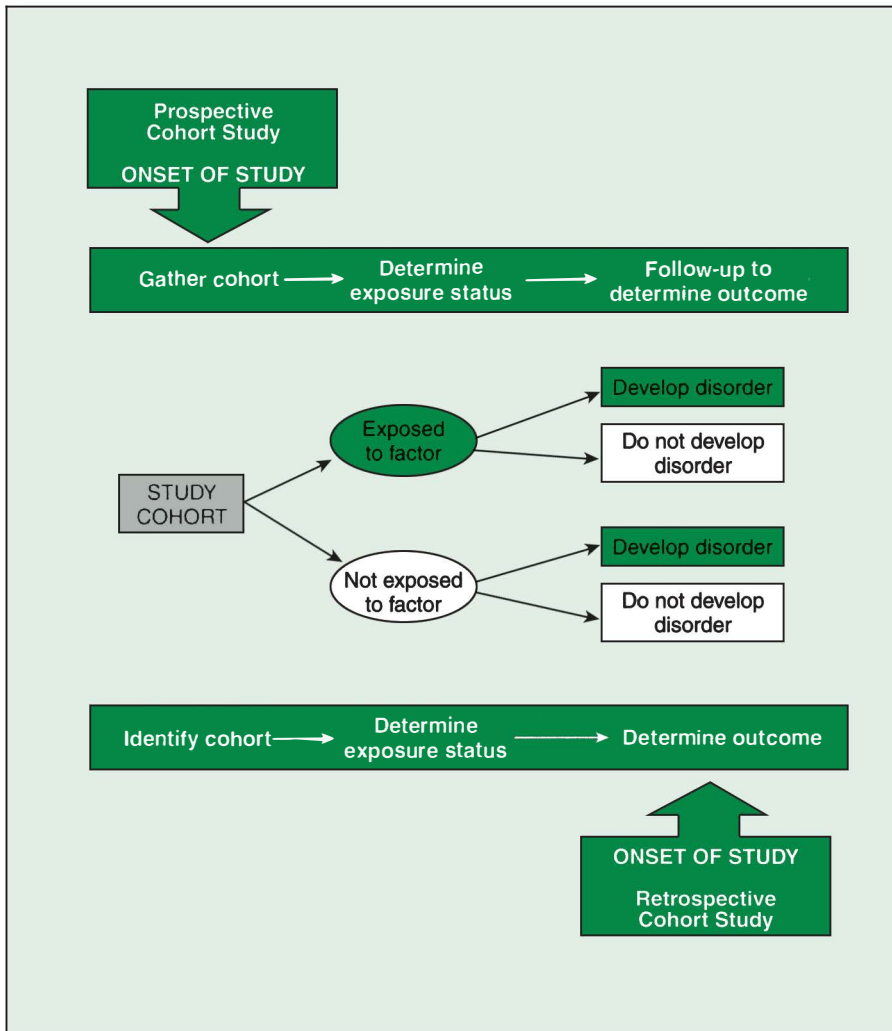 Prospective
Cohort Study
ONSET OF STUDY
Gather cohort
Determine
exposure status
Follow-up to
determine outcome
Exposed
to factor
Develop disorder
Do not develop
disorder
STUDY
COHORT
Not exposed
to factor
Develop disorder
Do not develop
disorder
Identify cohort
Determine
exposure status
Determine outcome
ONSET OF STUDY
Retrospective
Cohort Study